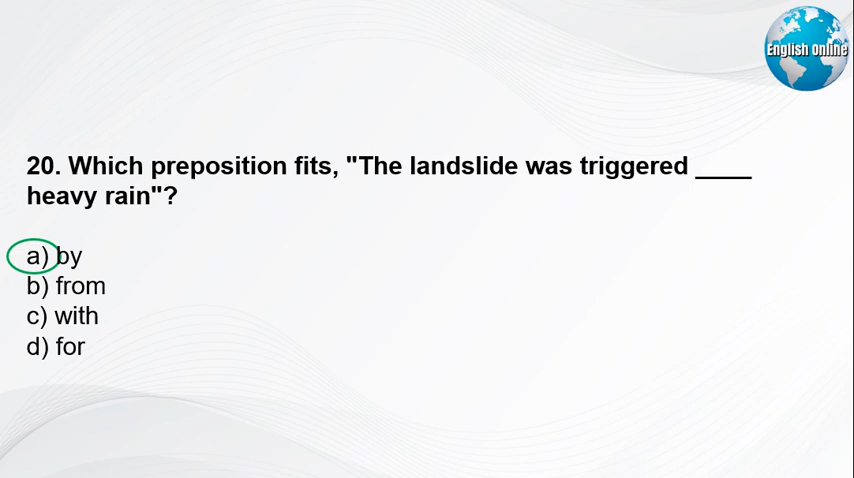 English Online
20. Which preposition fits, "The landslide was triggered ____
heavy rain"?
a) by
b) from
c) with
d) for